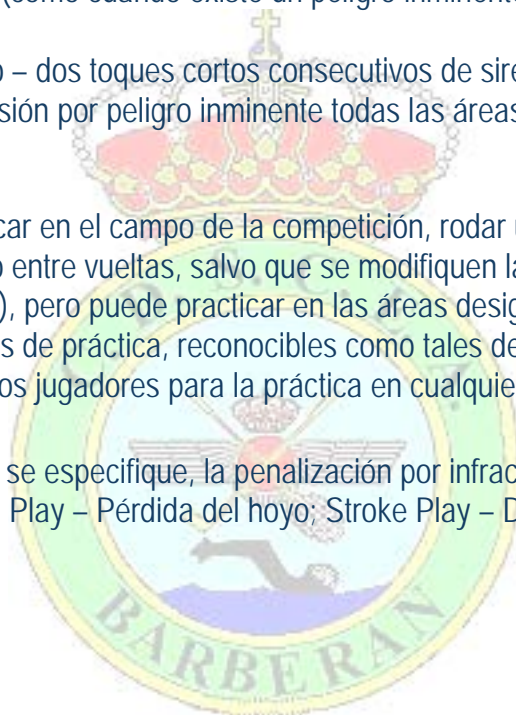 (como cuando existe un peligro inminente
o – dos toques cortos consecutivos de sire
sión por peligro inminente todas las áreas
car en el campo de la competición, rodar
o entre vueltas, salvo que se modifiquen la
), pero puede practicar en las áreas desig
s de práctica, reconocibles como tales de
os jugadores para la práctica en cualquie
se especifique, la penalización por infrac
Play – Pérdida del hoyo; Stroke Play – D
BARBERAN